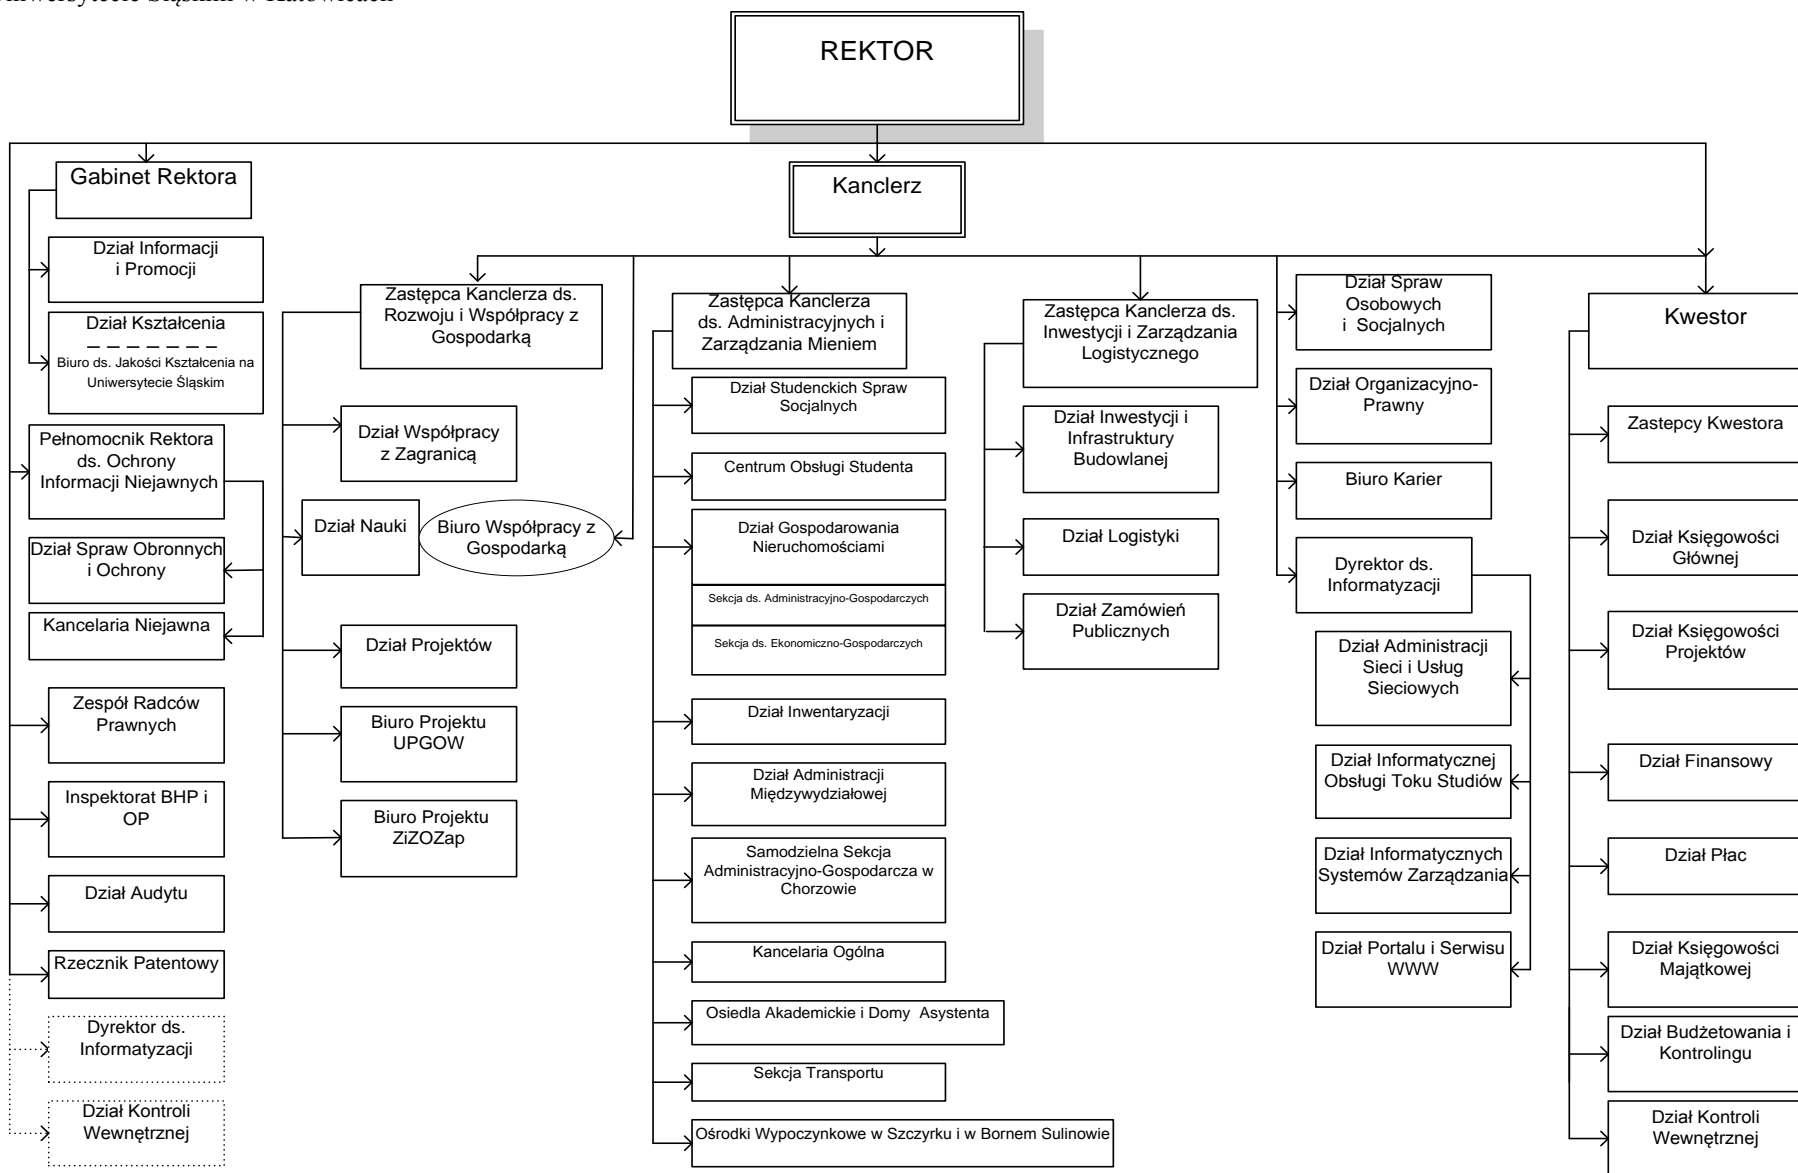 Uniwersytecie Śląskim w Katowicach
REKTOR
Gabinet Rektora
Kanclerz
Dział Informacji
i Promocji
Dział Kształcenia
Biuro ds. Jakości Kształcenia na
Uniwersytecie Śląskim
Pełnomocnik Rektora
ds. Ochrony
Informacji Niejawnych
Dział Spraw Obronnych
i Ochrony
Kancelaria Niejawna
Zespół Radców
Prawnych
Inspektorat BHP i
OP
Dział Audytu
Rzecznik Patentowy
Dyrektor ds.
Informatyzacji
Dział Kontroli
Wewnętrznej
Zastępca Kanclerza ds.
Rozwoju i Współpracy z
Gospodarką
Dział Współpracy
z Zagranicą
Dział Nauki
Biuro Współpracy z
Gospodarką
Dział Projektów
Biuro Projektu
UPGOW
Biuro Projektu
ZiZOZap
Zastępca Kanclerza
ds. Administracyjnych i
Zarządzania Mieniem
Dział Studenckich Spraw
Socjalnych
Centrum Obsługi Studenta
Dział Gospodarowania
Nieruchomościami
Sekcja ds. Administracyjno-Gospodarczych
Sekcja ds. Ekonomiczno-Gospodarczych
Dział Inwentaryzacji
Dział Administracji
Międzywydziałowej
Samodzielna Sekcja
Administracyjno-Gospodarcza w
Chorzowie
Kancelaria Ogólna
Osiedla Akademickie i Domy Asystenta
Sekcja Transportu
Ośrodki Wypoczynkowe w Szczyrku i w Bornem Sulinowie
Zastępca Kanclerza ds.
Inwestycji i Zarządzania
Logistycznego
Dział Inwestycji i
Infrastruktury
Budowlanej
Dział Logistyki
Dział Zamówień
Publicznych
Dział Spraw
Osobowych
i Socjalnych
Dział Organizacyjno-
Prawny
Biuro Karier
Dyrektor ds.
Informatyzacji
Dział Administracji
Sieci i Usług
Sieciowych
Dział Informatycznej
Obsługi Toku Studiów
Dział Informatycznych
Systemów Zarządzania
Dział Portalu i Serwisu
WWW
Kwestor
Zastepcy Kwestora
Dział Księgowości
Głównej
Dział Księgowości
Projektów
Dział Finansowy
Dział Płac
Dział Księgowości
Majątkowej
Dział Budżetowania i
Kontrolingu
Dział Kontroli
Wewnętrznej